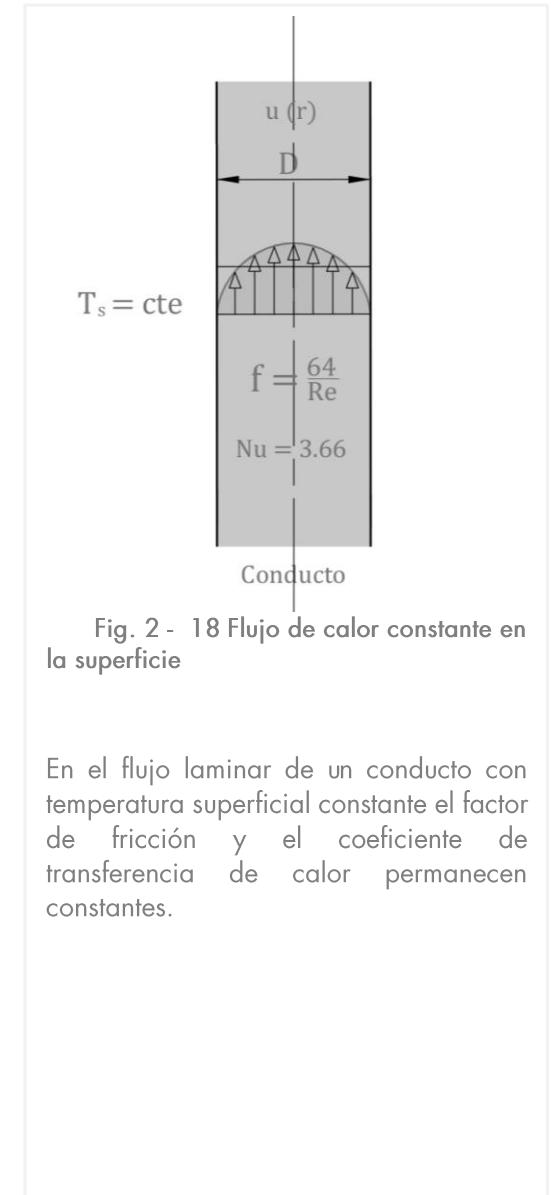 u (r)
D
Tₛ = cte
f = 64/Re
Nu = 3.66
Conducto
Fig. 2 - 18 Flujo de calor constante en
la superficie
En el flujo laminar de un conducto con
temperatura superficial constante el factor
de fricción y el coeficiente de
transferencia de calor permanecen
constantes.